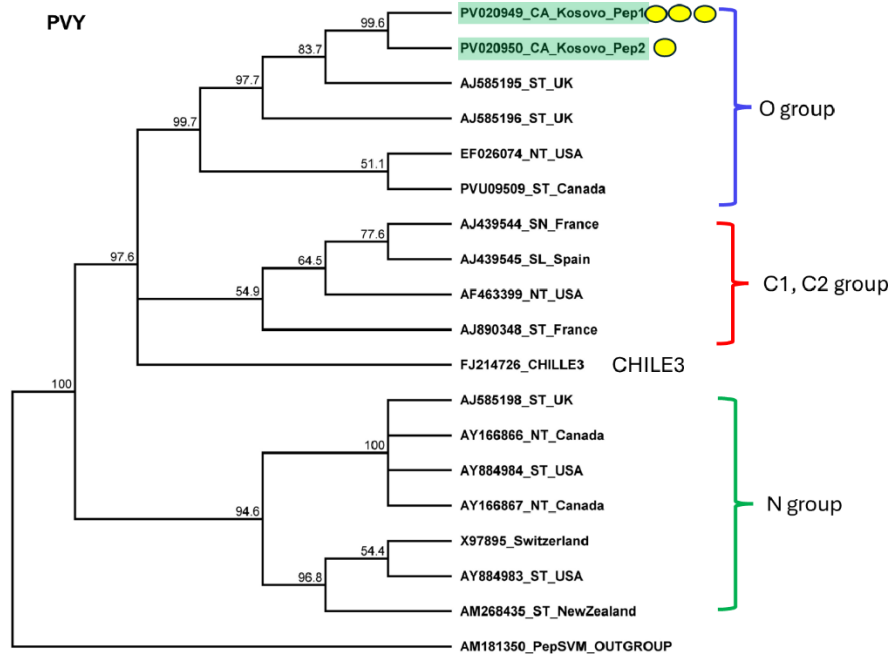 PVY
PV020949_CA_Kosovo_Pep1
99.6
PV020950_CA_Kosovo_Pep2
83.7
AJ585195_ST_UK
97.7
AJ585196_ST_UK
O group
99.7
EF026074_NT_USA
51.1
PVU09509_ST_Canada
AJ439544_SN_France
77.6
AJ439545_SL_Spain
97.6
64.5
AF463399_NT_USA
C1, C2 group
54.9
AJ890348_ST_France
FJ214726_CHILLE3
CHILE3
100
AJ585198_ST_UK
AY166866_NT_Canada
100
AY884984_ST_USA
AY166867_NT_Canada
N group
94.6
X97895_Switzerland
54.4
AY884983_ST_USA
96.8
AM268435_ST_NewZealand
AM181350_PepSVM_OUTGROUP